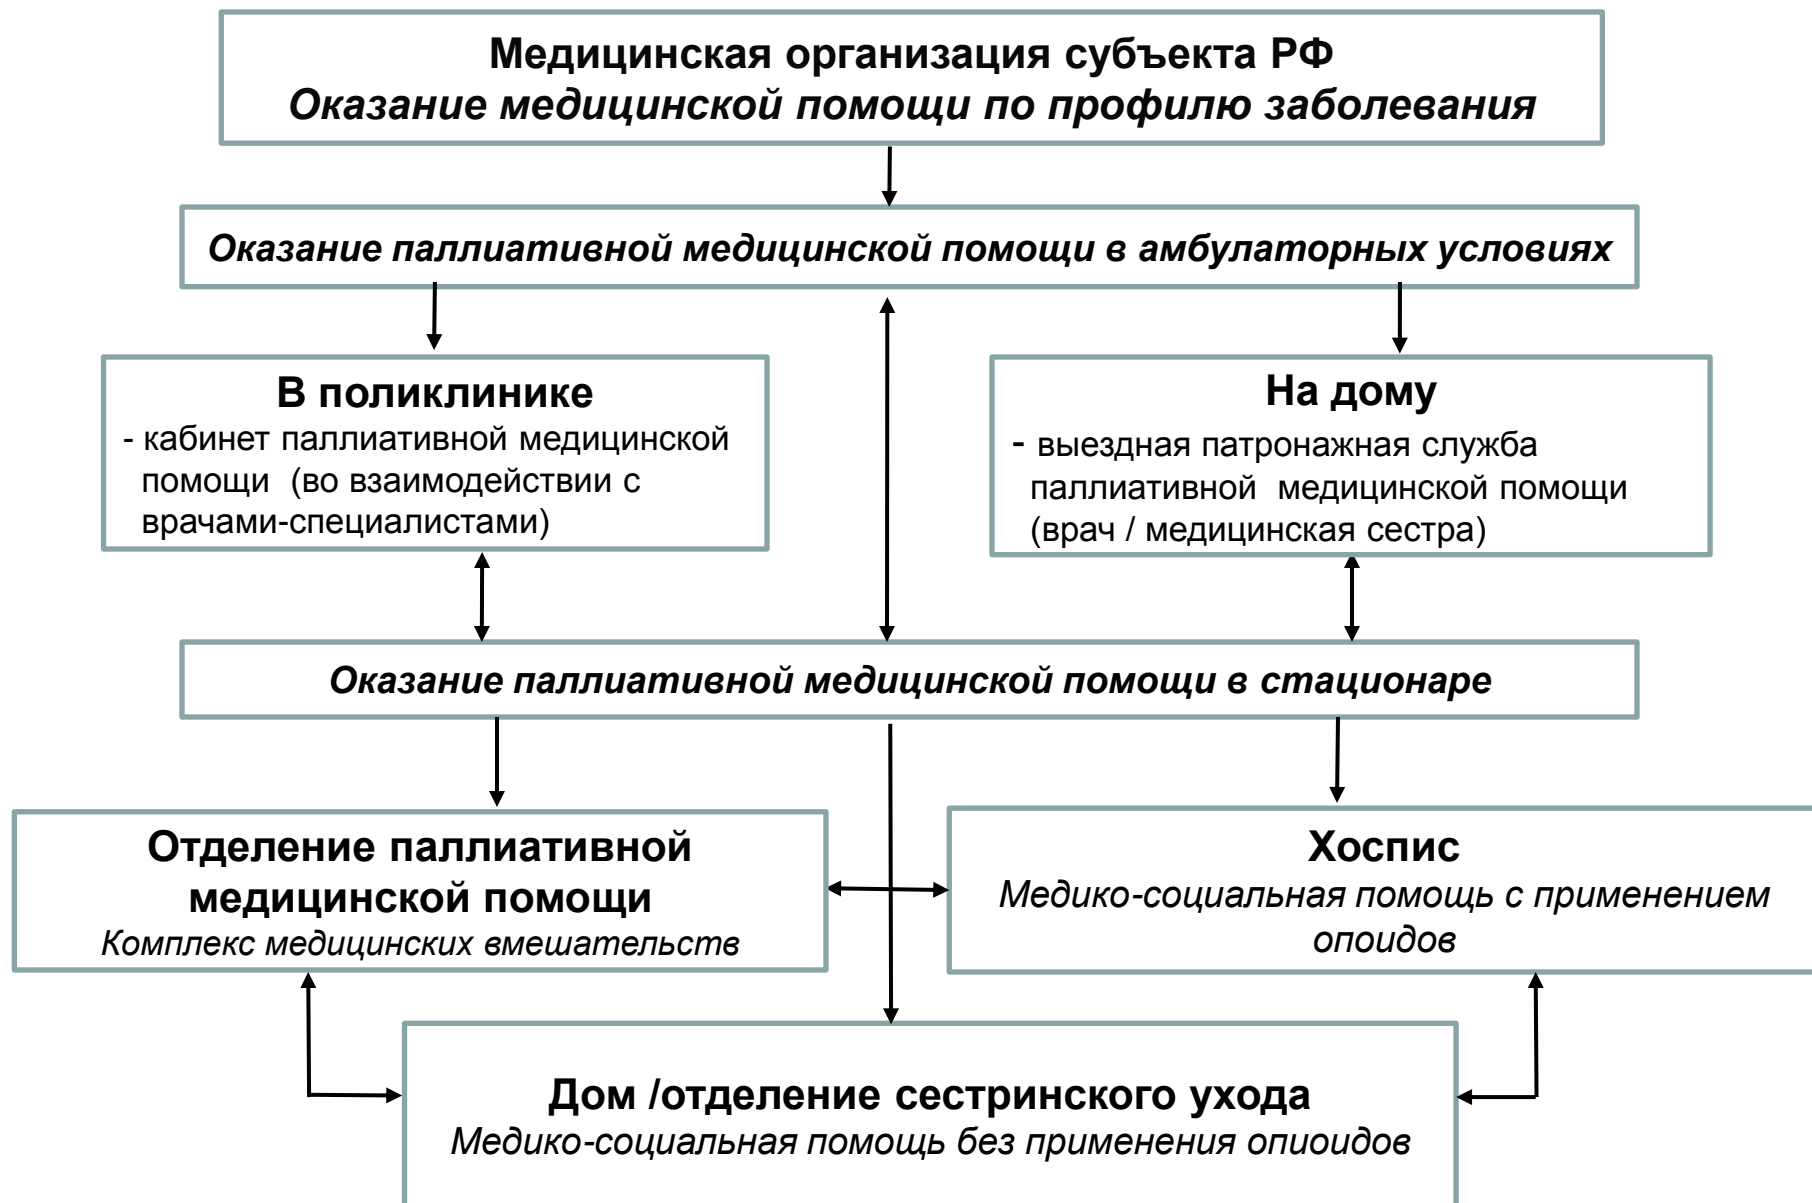 Медицинская организация субъекта РФ
Оказание медицинской помощи по профилю заболевания
Оказание паллиативной медицинской помощи в амбулаторных условиях
В поликлинике
- кабинет паллиативной медицинской
помощи (во взаимодействии с
врачами-специалистами)
На дому
- выездная патронажная служба
паллиативной медицинской помощи
(врач / медицинская сестра)
Оказание паллиативной медицинской помощи в стационаре
Отделение паллиативной
медицинской помощи
Комплекс медицинских вмешательств
Хоспис
Медико-социальная помощь с применением
опоидов
Дом /отделение сестринского ухода
Медико-социальная помощь без применения опиоидов